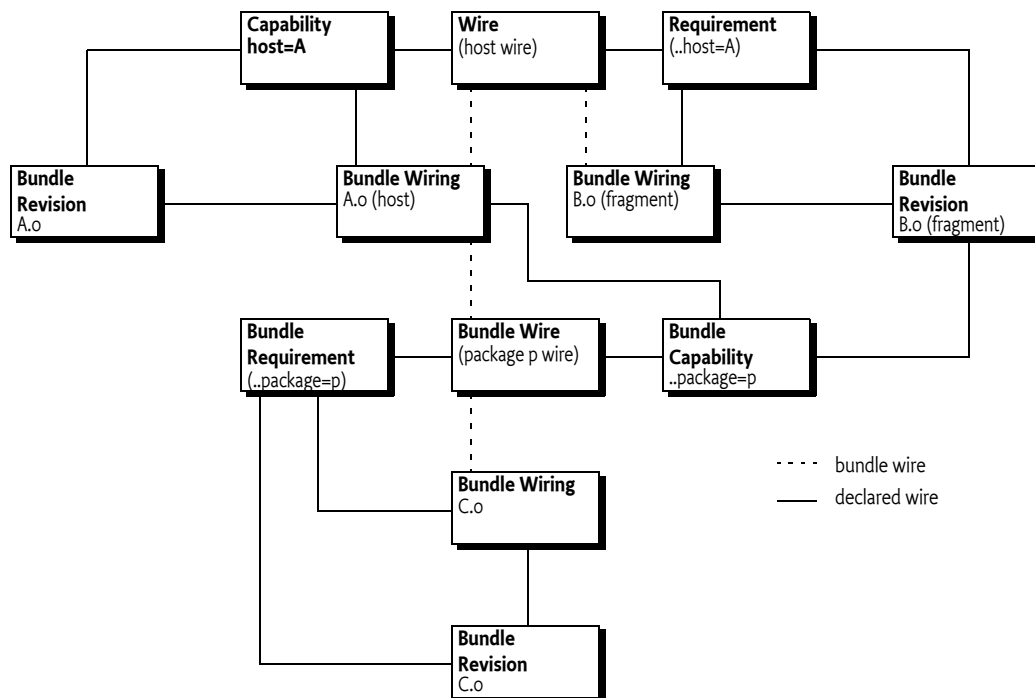 Capability
host=A
Wire
(host wire)
Requirement
(..host=A)
Bundle
Revision
A.o
Bundle Wiring
A.o (host)
Bundle Wiring
B.o (fragment)
Bundle
Revision
B.o (fragment)
Bundle
Requirement
(..package=p)
Bundle Wire
(package p wire)
Bundle
Capability
..package=p
Bundle Wiring
C.o
bundle wire
declared wire
Bundle
Revision
C.o